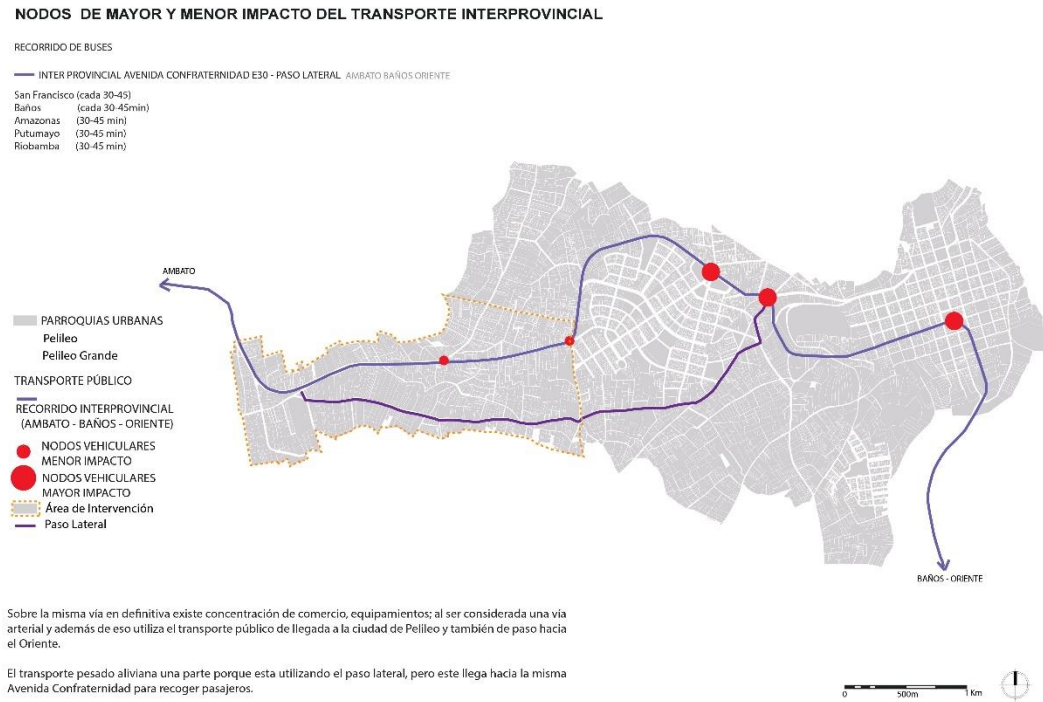 NODOS DE MAYOR Y MENOR IMPACTO DEL TRANSPORTE INTERPROVINCIAL
RECORRIDO DE BUSES
INTER PROVINCIAL AVENIDA CONFRATERNIDAD E30 - PASO LATERAL AMBATO BAÑOS ORIENTE
San Francisco (cada 30-45)
Baños (cada 30-45min)
Amazonas (30-45 min)
Putumayo (30-45 min)
Riobamba (30-45 min)
AMBATO
PARROQUIAS URBANAS
Pelileo
Pelileo Grande
TRANSPORTE PÚBLICO
RECORRIDO INTERPROVINCIAL
(AMBATO - BAÑOS - ORIENTE)
NODOS VEHICULARES
MENOR IMPACTO
NODOS VEHICULARES
MAYOR IMPACTO
Área de Intervención
Paso Lateral
BAÑOS - ORIENTE
Sobre la misma vía en definitiva existe concentración de comercio, equipamientos; al ser considerada una vía
arterial y además de eso utiliza el transporte público de llegada a la ciudad de Pelileo y también de paso hacia
el Oriente.
El transporte pesado aliviana una parte porque esta utilizando el paso lateral, pero este llega hacia la misma
Avenida Confraternidad para recoger pasajeros.
0 500m 1 Km